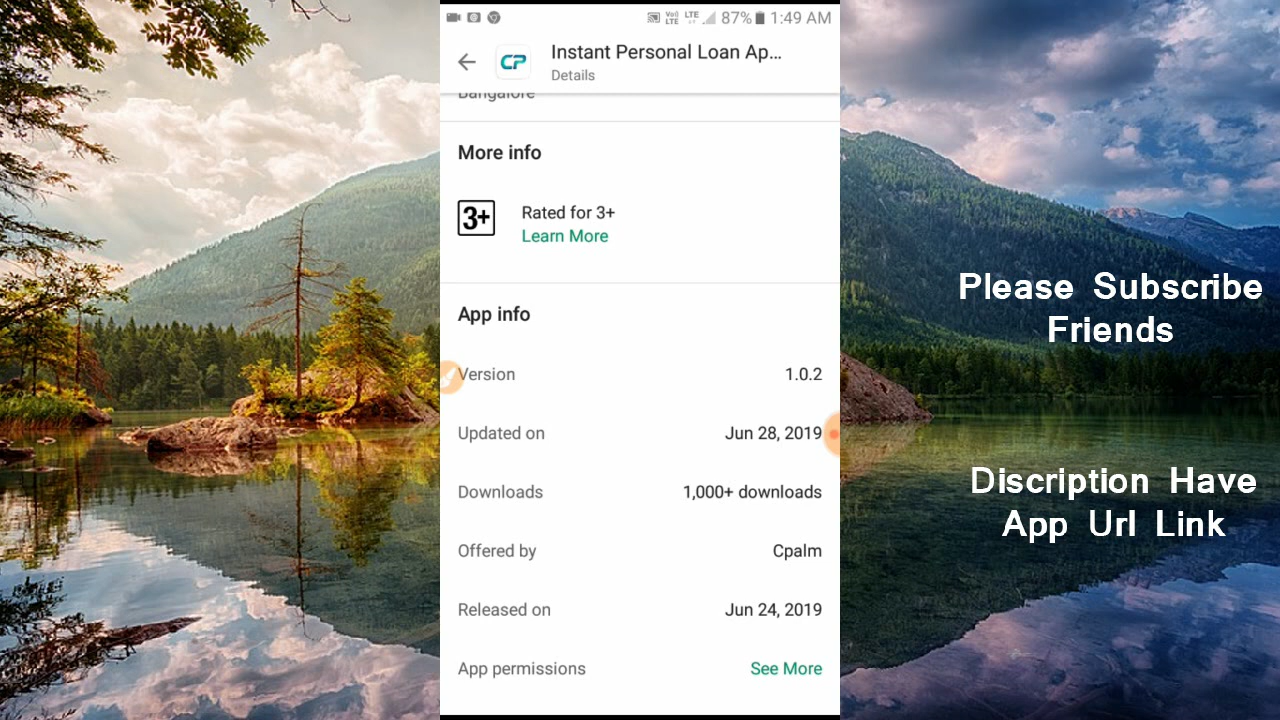 87% 1:49 AM
CP
Instant Personal Loan Ap...
Details
Bangalore
More info
3+
Rated for 3+
Learn More
App info
Version 1.0.2
Updated on Jun 28, 2019
Downloads 1,000+ downloads
Offered by Cpalm
Released on Jun 24, 2019
App permissions See More
Please Subscribe
Friends
Discription Have
App Url Link